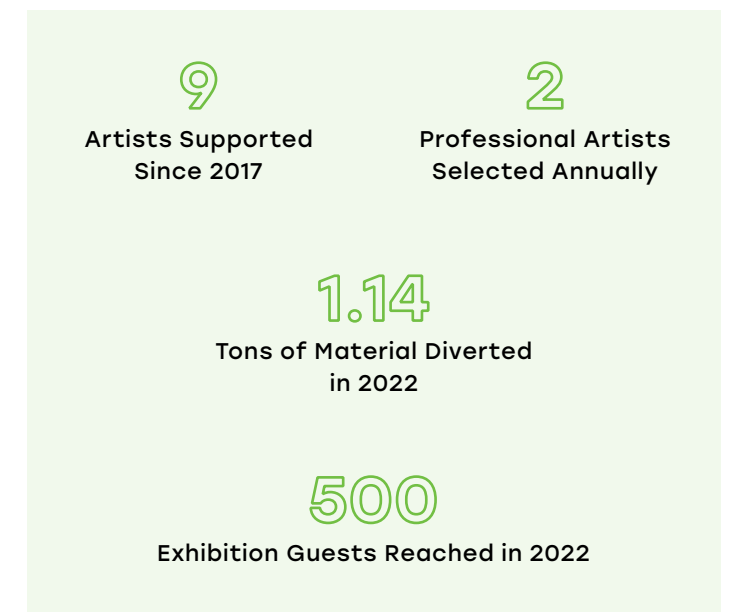 9
Artists Supported
Since 2017
2
Professional Artists
Selected Annually
1.14
Tons of Material Diverted
in 2022
500
Exhibition Guests Reached in 2022